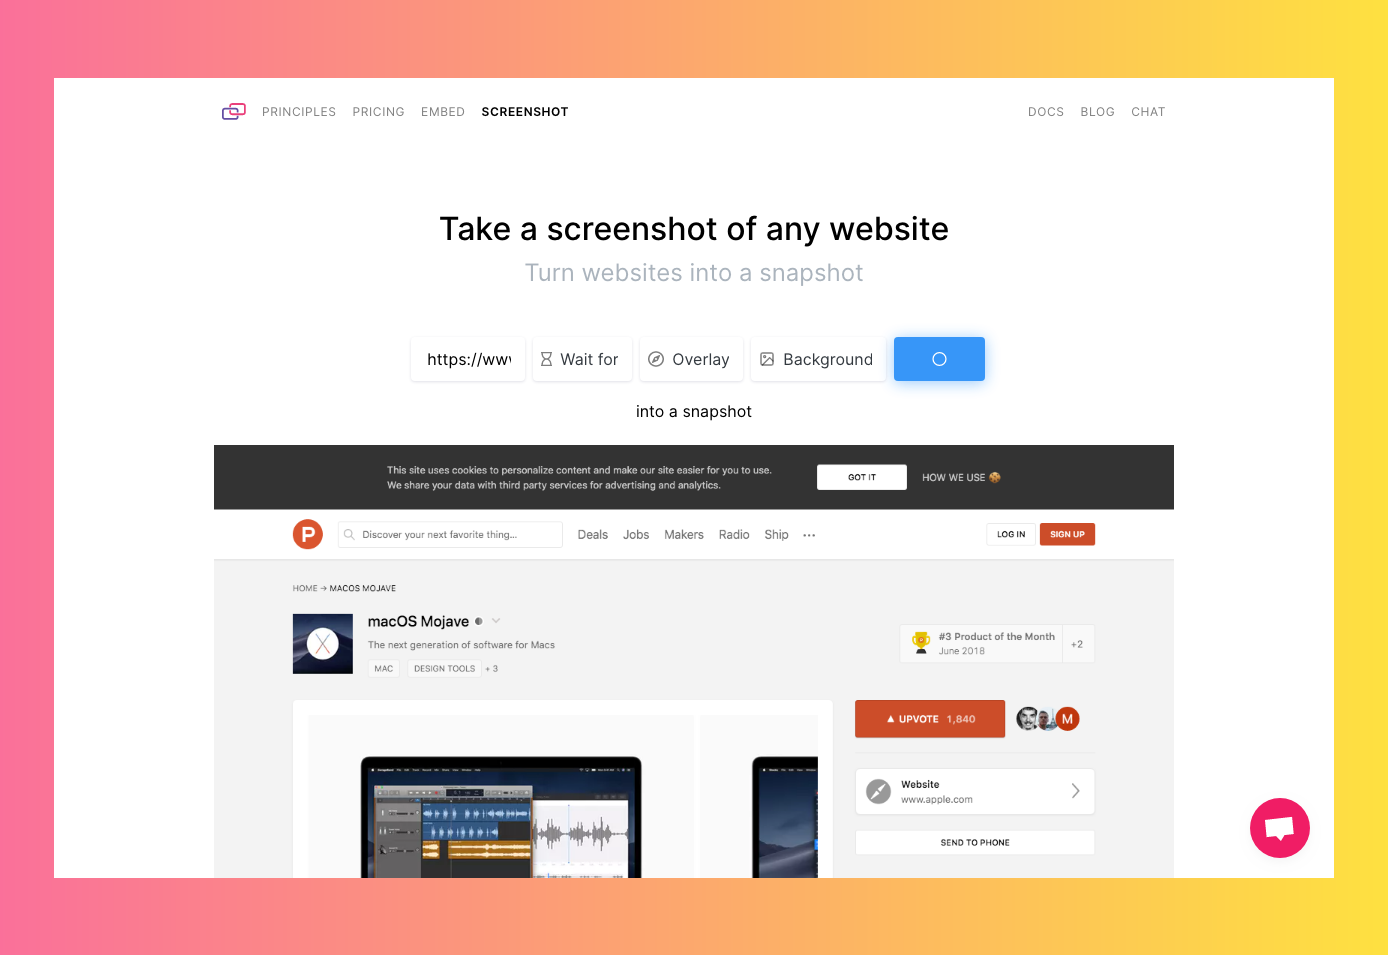 PRINCIPLES PRICING EMBED SCREENSHOT DOCS BLOG CHAT
Take a screenshot of any website
Turn websites into a snapshot
https://www Wait for Overlay Background
into a snapshot
This site uses cookies to personalize content and make our site easier for you to use.
We share your data with third party services for advertising and analytics.
GOT IT
HOW WE USE
P Discover your next favorite thing... Deals Jobs Makers Radio Ship ••• LOG IN SIGN UP
HOME → MACOS MOJAVE
macOS Mojave
The next generation of software for Macs
MAC DESIGN TOOLS + 3
#3 Product of the Month
June 2018
+2
UPVOTE 1,840
M
Website
www.apple.com
SEND TO PHONE